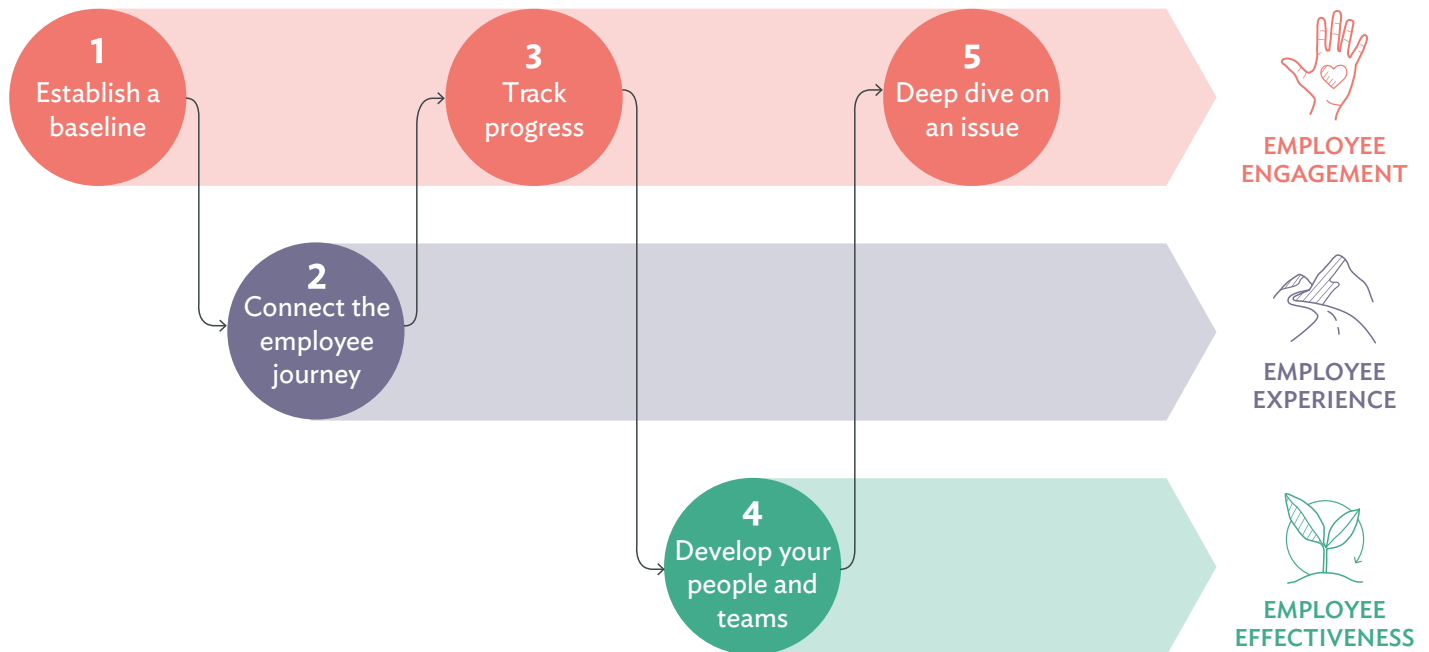 1
Establish a
baseline
3
Track
progress
5
Deep dive on
an issue
EMPLOYEE
ENGAGEMENT
2
Connect the
employee
journey
EMPLOYEE
EXPERIENCE
4
Develop your
people and
teams
EMPLOYEE
EFFECTIVENESS